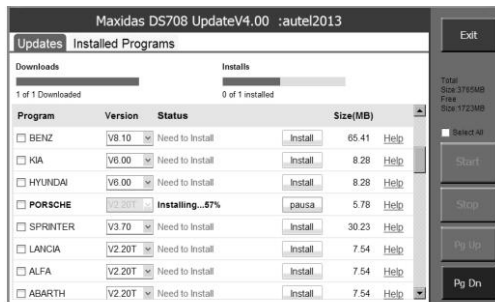 Maxidas DS708 UpdateV4.00 :autel2013
Updates Installed Programs
Downloads Installs
1 of 1 Downloaded 0 of 1 installed
Program Version Status Size(MB)
BENZ V8.10 Need to Install Install 65.41 Help
KIA V6.00 Need to Install Install 8.28 Help
HYUNDAI V6.00 Need to Install Install 8.28 Help
PORSCHE V2.20T Installing...57% pausa 5.78 Help
SPRINTER V3.70 Need to Install Install 30.23 Help
LANCIA V2.20T Need to Install Install 7.54 Help
ALFA V2.20T Need to Install Install 7.54 Help
ABARTH V2.20T Need to Install Install 7.54 Help
Exit
Total
Size:3765MB
Free
Size:1723MB
Select All
Start
Stop
Pg Up
Pg Dn